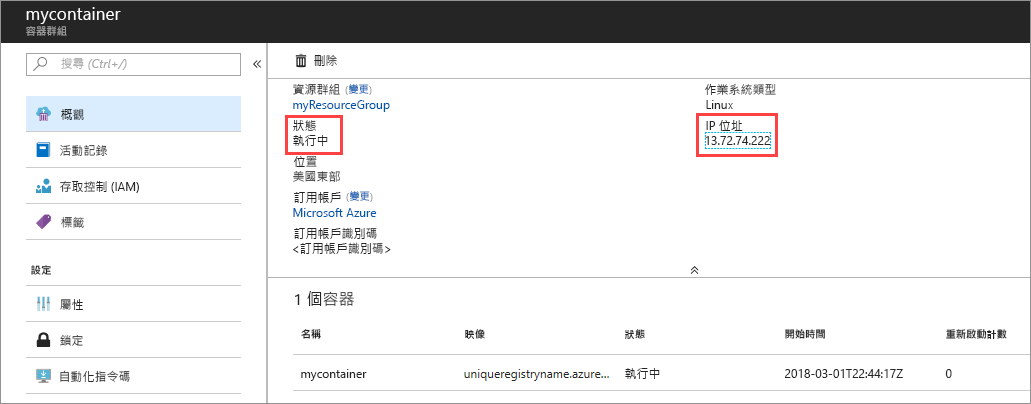 mycontainer
容器群組
搜尋 (Ctrl+/)
«
概觀
活動記錄
存取控制 (IAM)
標籤
設定
屬性
鎖定
自動化指令碼
刪除
資源群組 (變更)
myResourceGroup
狀態
執行中
位置
美國東部
訂用帳戶 (變更)
Microsoft Azure
訂用帳戶識別碼
<訂用帳戶識別碼>
作業系統類型
Linux
IP 位址
13.72.74.222
1 個容器
名稱 映像 狀態 開始時間 重新啟動計數
mycontainer uniqueregistryname.azure... 執行中 2018-03-01T22:44:17Z 0